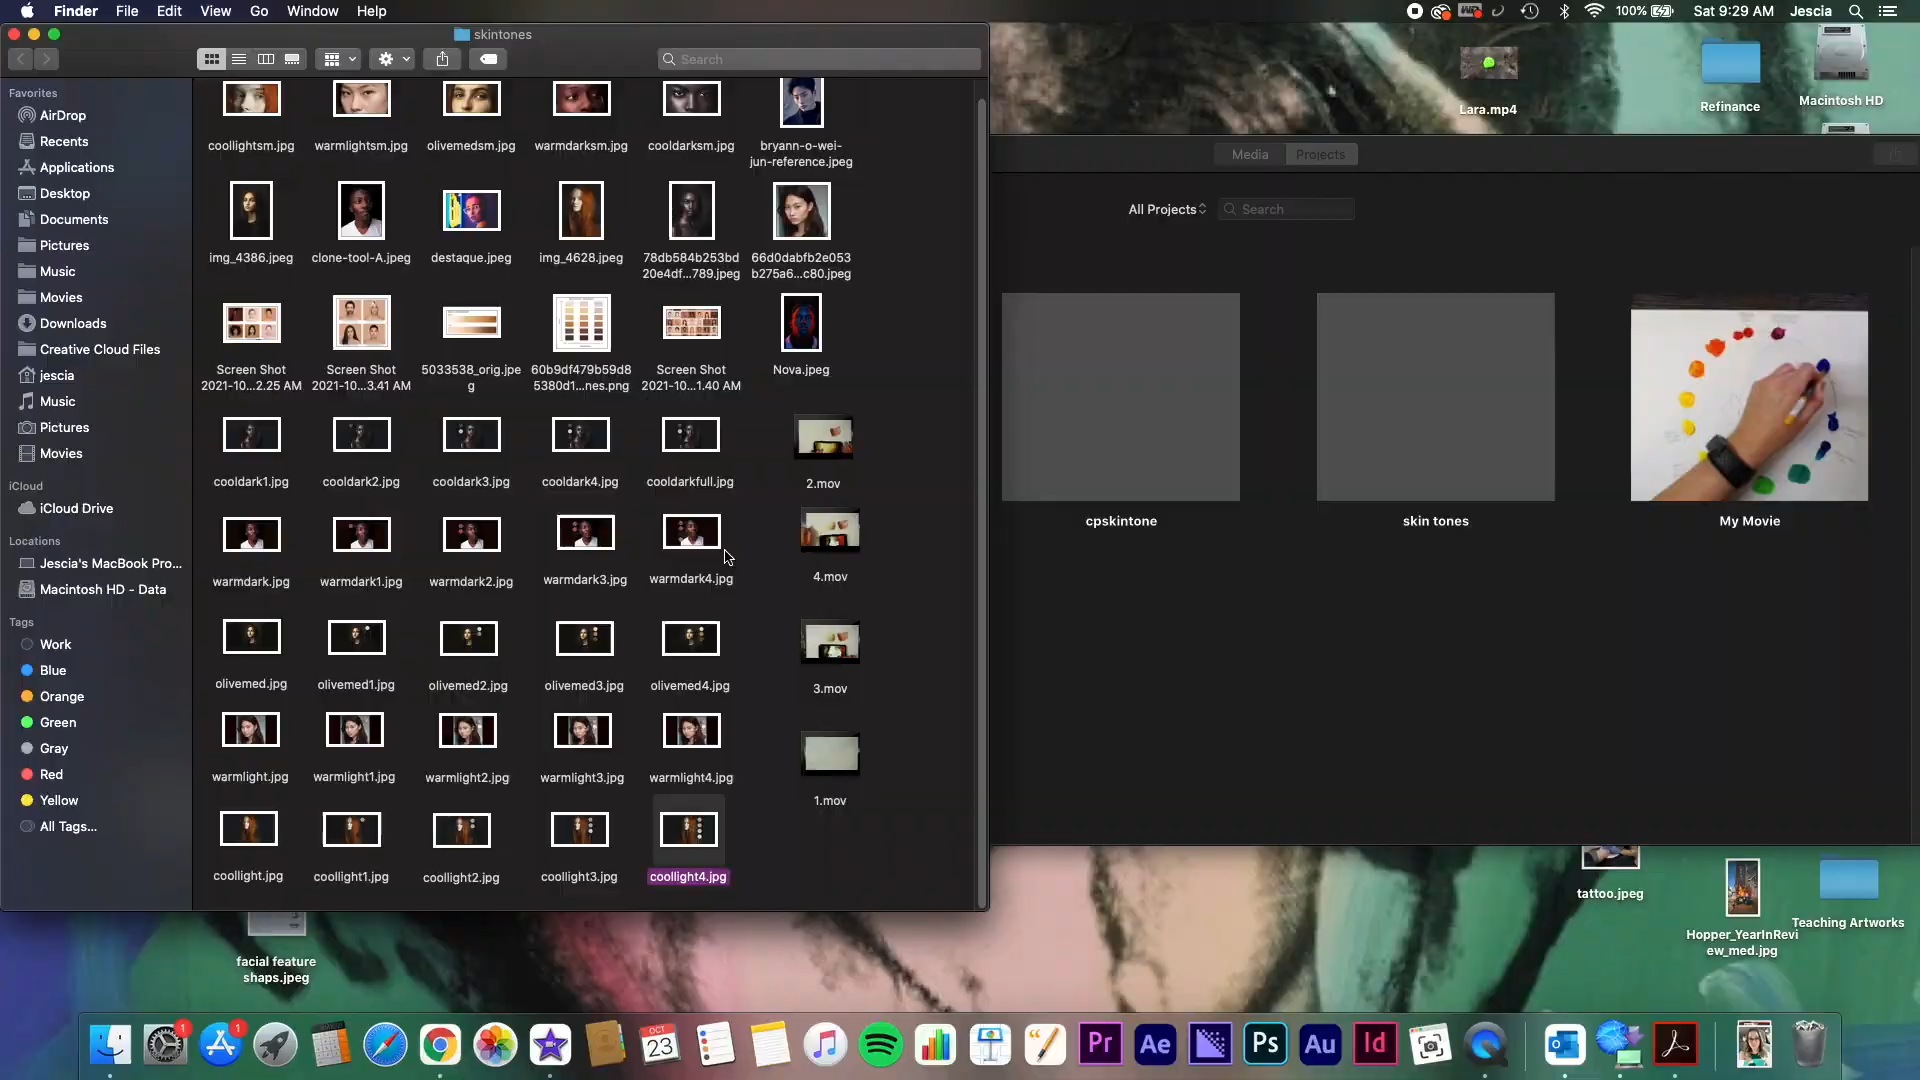 Finder File Edit View Go Window Help
100% Sat 9:29 AM Jescia
skintones
Search
Favorites
AirDrop
Recents
Applications
Desktop
Documents
Pictures
Music
Movies
Downloads
Creative Cloud Files
jescia
Music
Pictures
Movies
iCloud
iCloud Drive
Locations
Jescia's MacBook Pro...
Macintosh HD - Data
Tags
Work
Blue
Orange
Green
Gray
Red
Yellow
All Tags...
coollightsm.jpg
warmlightsm.jpg
olivemedsm.jpg
warmdarksm.jpg
cooldarksm.jpg
bryann-o-wei-
jun-reference.jpeg
img_4386.jpeg
clone-tool-A.jpeg
destaque.jpeg
img_4628.jpeg
78db584b253bd
20e4df...789.jpeg
66d0dabfb2e053
b275a6...c80.jpeg
Screen Shot
2021-10...2.25 AM
Screen Shot
2021-10...3.41 AM
5033538_orig.jpe
g
60b9df479b59d8
5380d1...nes.png
Screen Shot
2021-10...1.40 AM
Nova.jpeg
cooldark1.jpg
cooldark2.jpg
cooldark3.jpg
cooldark4.jpg
cooldarkfull.jpg
2.mov
warmdark.jpg
warmdark1.jpg
warmdark2.jpg
warmdark3.jpg
warmdark4.jpg
4.mov
olivemed.jpg
olivemed1.jpg
olivemed2.jpg
olivemed3.jpg
olivemed4.jpg
3.mov
warmlight.jpg
warmlight1.jpg
warmlight2.jpg
warmlight3.jpg
warmlight4.jpg
1.mov
coollight.jpg
coollight1.jpg
coollight2.jpg
coollight3.jpg
coollight4.jpg
Lara.mp4
Refinance
Macintosh HD
Media Projects
All Projects
Search
cpskintone
skin tones
My Movie
tattoo.jpeg
Hopper_YearInRevi
ew_med.jpg
Teaching Artworks
facial feature
shaps.jpeg
1
1
OCT
23
Pr
Ae
Ps
Au
Id